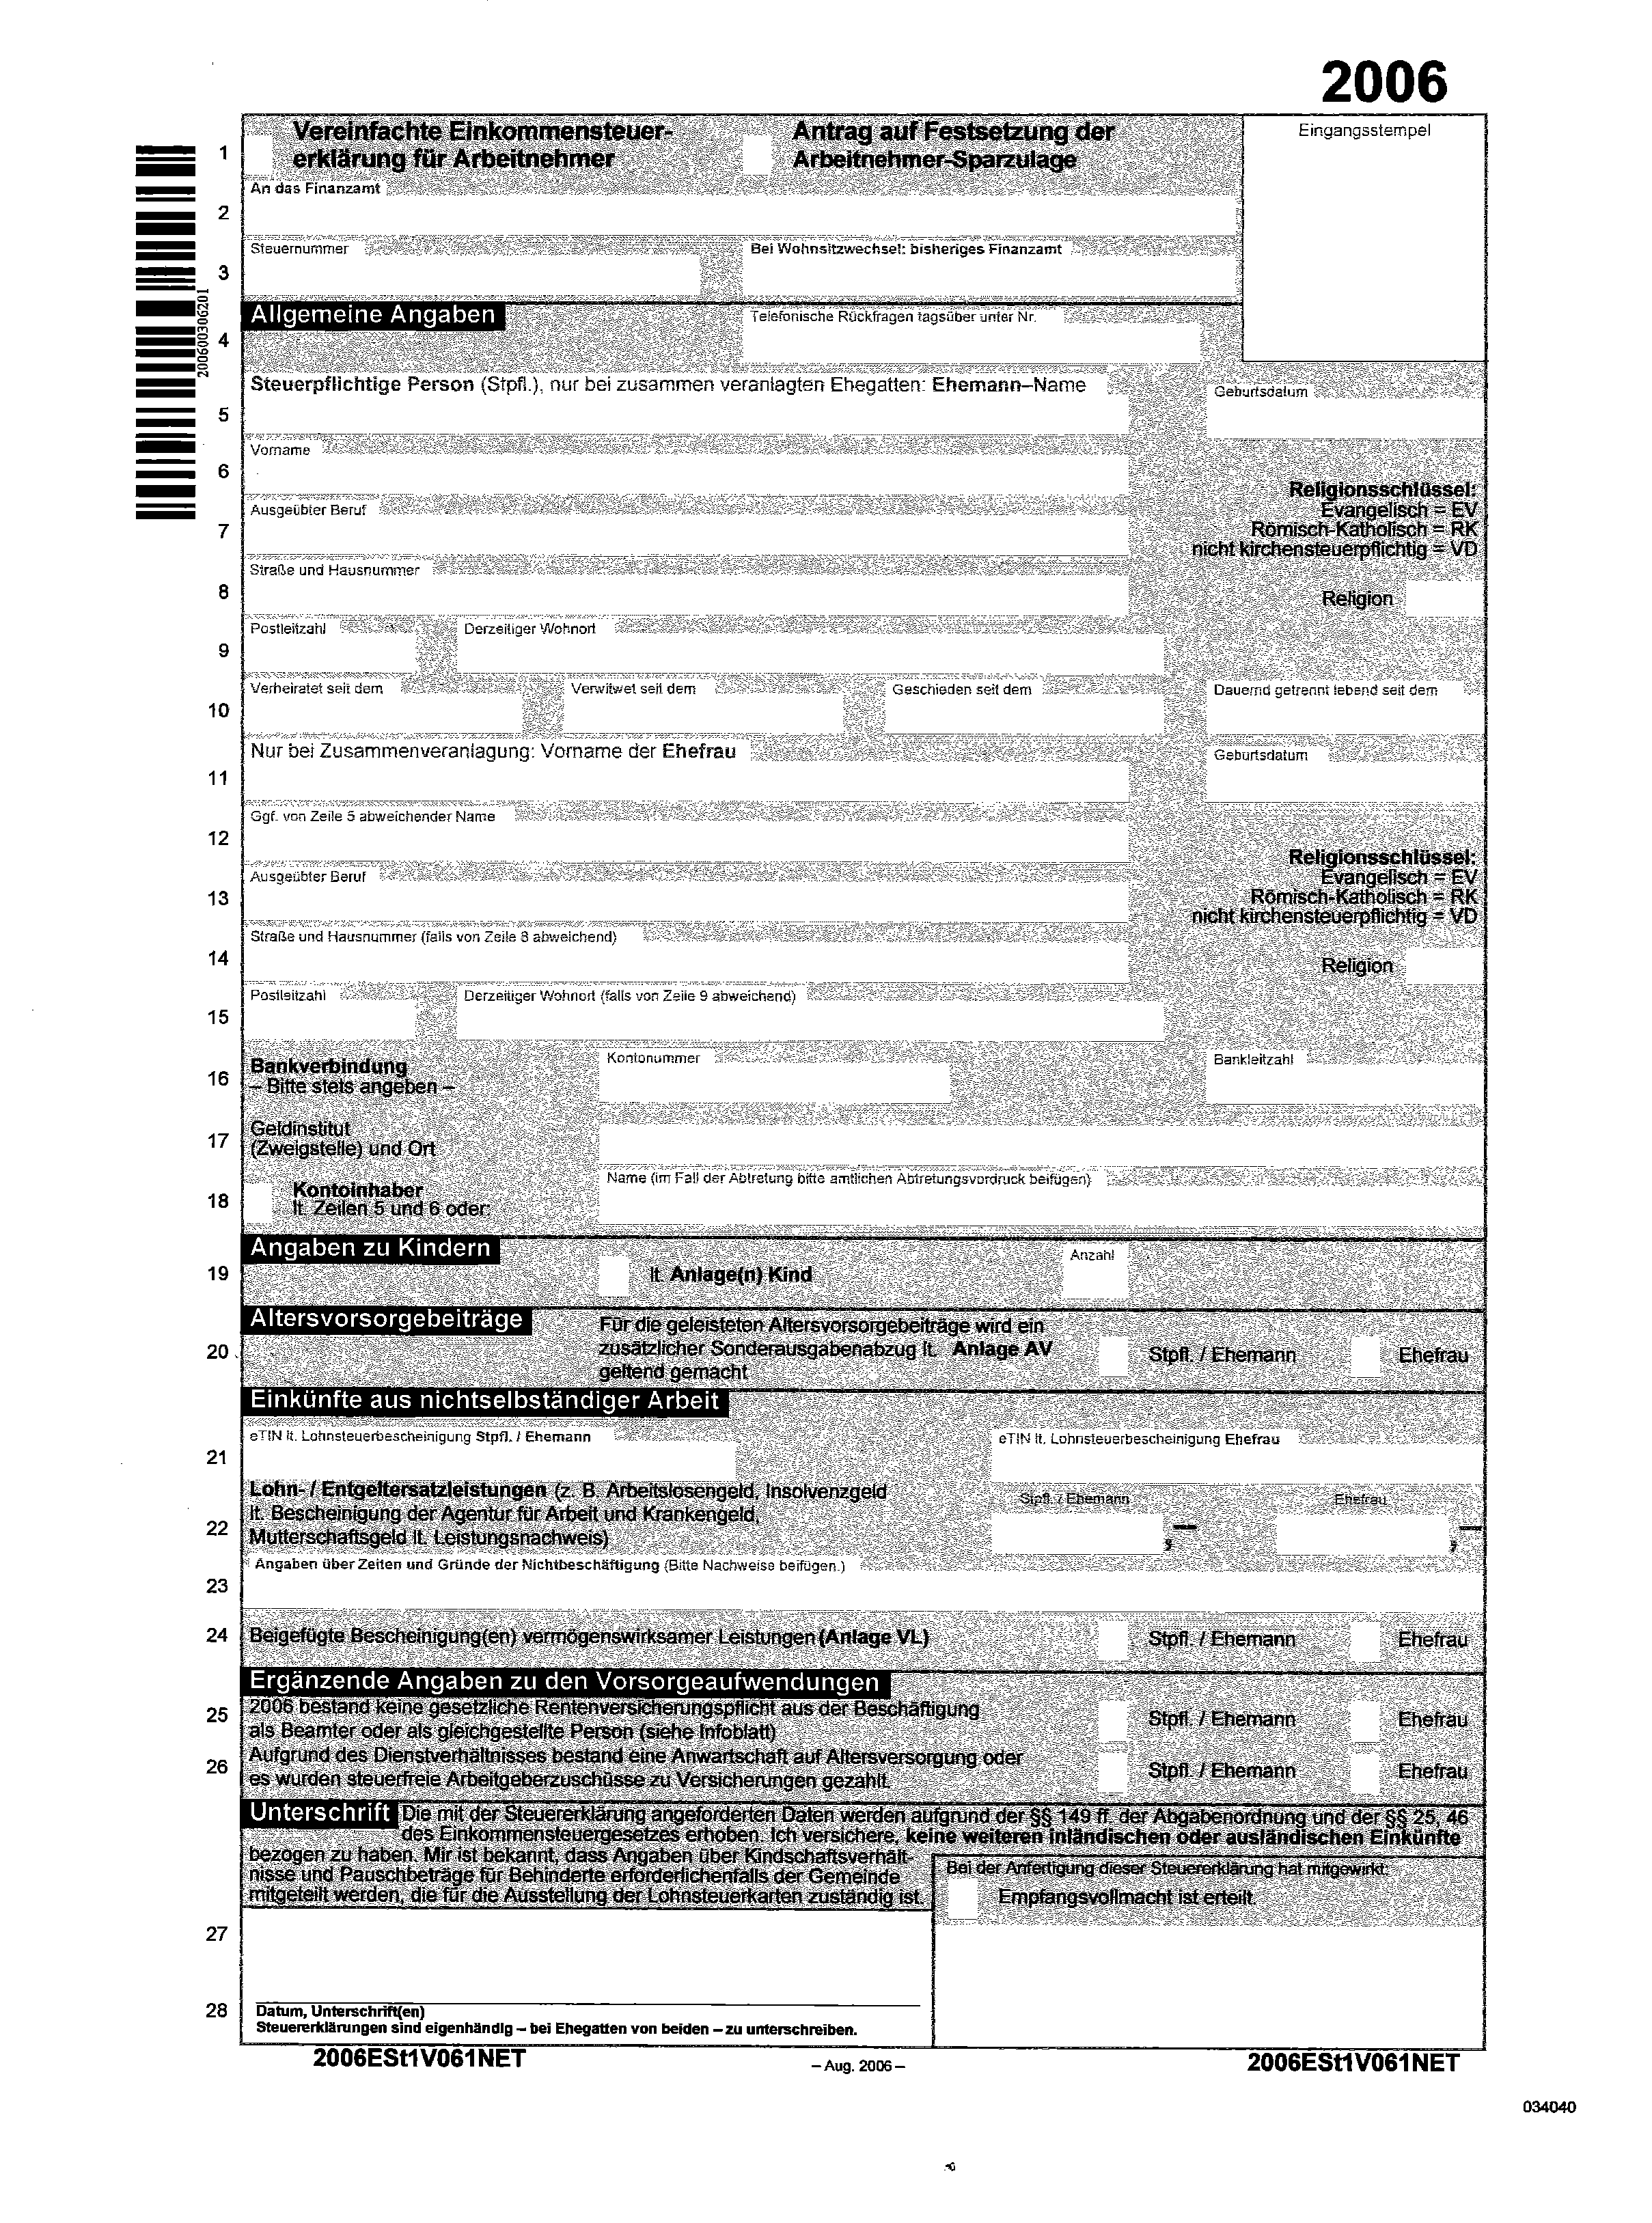 2006
Vereinfachte Einkommensteuer-
erklärung für Arbeitnehmer
Antrag auf Festsetzung der
Arbeitnehmer-Sparzulage
Eingangsstempel
1
An das Finanzamt
2
Steuernummer
Bei Wohnsitzwechsel: bisheriges Finanzamt
3
200600306201
Allgemeine Angaben
Telefonische Rückfragen tagsüber unter Nr.
4
Steuerpflichtige Person (Stpfl.), nur bei zusammen veranlagten Ehegatten: Ehemann–Name
Geburtsdatum
5
Vorname
6
Religionsschlüssel:
Evangelisch = EV
Römisch-Katholisch = RK
nicht kirchensteuerpflichtig = VD
Ausgeübter Beruf
7
Straße und Hausnummer
8
Religion
Postleitzahl
Derzeitiger Wohnort
9
Verheiratet seit dem
Verwitwet seit dem
Geschieden seit dem
Dauernd getrennt lebend seit dem
10
Nur bei Zusammenveranlagung: Vorname der Ehefrau
Geburtsdatum
11
Ggf. von Zeile 5 abweichender Name
12
Religionsschlüssel:
Evangelisch = EV
Römisch-Katholisch = RK
nicht kirchensteuerpflichtig = VD
Ausgeübter Beruf
13
Straße und Hausnummer (falls von Zeile 8 abweichend)
14
Religion
Postleitzahl
Derzeitiger Wohnort (falls von Zeile 9 abweichend)
15
Bankverbindung
– Bitte stets angeben –
Kontonummer
Bankleitzahl
16
Geldinstitut
(Zweigstelle) und Ort
17
Name (im Fall der Abtretung bitte amtlichen Abtretungsvordruck beifügen)
Kontoinhaber
lt. Zeilen 5 und 6 oder:
18
Angaben zu Kindern
Anzahl
19
lt. Anlage(n) Kind
Altersvorsorgebeiträge
Für die geleisteten Altersvorsorgebeiträge wird ein
zusätzlicher Sonderausgabenabzug lt. Anlage AV
geltend gemacht
20
Stpfl. / Ehemann
Ehefrau
Einkünfte aus nichtselbständiger Arbeit
eTIN lt. Lohnsteuerbescheinigung Stpfl. / Ehemann
eTIN lt. Lohnsteuerbescheinigung Ehefrau
21
Lohn- / Entgeltersatzleistungen (z. B. Arbeitslosengeld, Insolvenzgeld
lt. Bescheinigung der Agentur für Arbeit und Krankengeld,
Mutterschaftsgeld lt. Leistungsnachweis)
Stpfl. / Ehemann
Ehefrau
22
, –
, –
Angaben über Zeiten und Gründe der Nichtbeschäftigung (Bitte Nachweise beifügen.)
23
24
Beigefügte Bescheinigung(en) vermögenswirksamer Leistungen (Anlage VL)
Stpfl. / Ehemann
Ehefrau
Ergänzende Angaben zu den Vorsorgeaufwendungen
25
2006 bestand keine gesetzliche Rentenversicherungspflicht aus der Beschäftigung
als Beamter oder als gleichgestellte Person (siehe Infoblatt)
Stpfl. / Ehemann
Ehefrau
26
Aufgrund des Dienstverhältnisses bestand eine Anwartschaft auf Altersversorgung oder
es wurden steuerfreie Arbeitgeberzuschüsse zu Versicherungen gezahlt.
Stpfl. / Ehemann
Ehefrau
Unterschrift Die mit der Steuererklärung angeforderten Daten werden aufgrund der §§ 149 ff. der Abgabenordnung und der §§ 25, 46
des Einkommensteuergesetzes erhoben. Ich versichere, keine weiteren inländischen oder ausländischen Einkünfte
bezogen zu haben. Mir ist bekannt, dass Angaben über Kindschaftsverhält-
nisse und Pauschbeträge für Behinderte erforderlichenfalls der Gemeinde
mitgeteilt werden, die für die Ausstellung der Lohnsteuerkarten zuständig ist.
Bei der Anfertigung dieser Steuererklärung hat mitgewirkt:
Empfangsvollmacht ist erteilt.
27
28
Datum, Unterschrift(en)
Steuererklärungen sind eigenhändig – bei Ehegatten von beiden – zu unterschreiben.
2006ESt1V061NET
– Aug. 2006 –
2006ESt1V061NET
034040